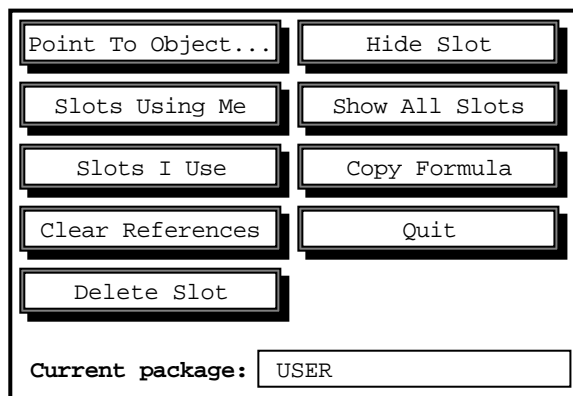 Point To Object... Hide Slot
Slots Using Me Show All Slots
Slots I Use Copy Formula
Clear References Quit
Delete Slot
Current package: USER